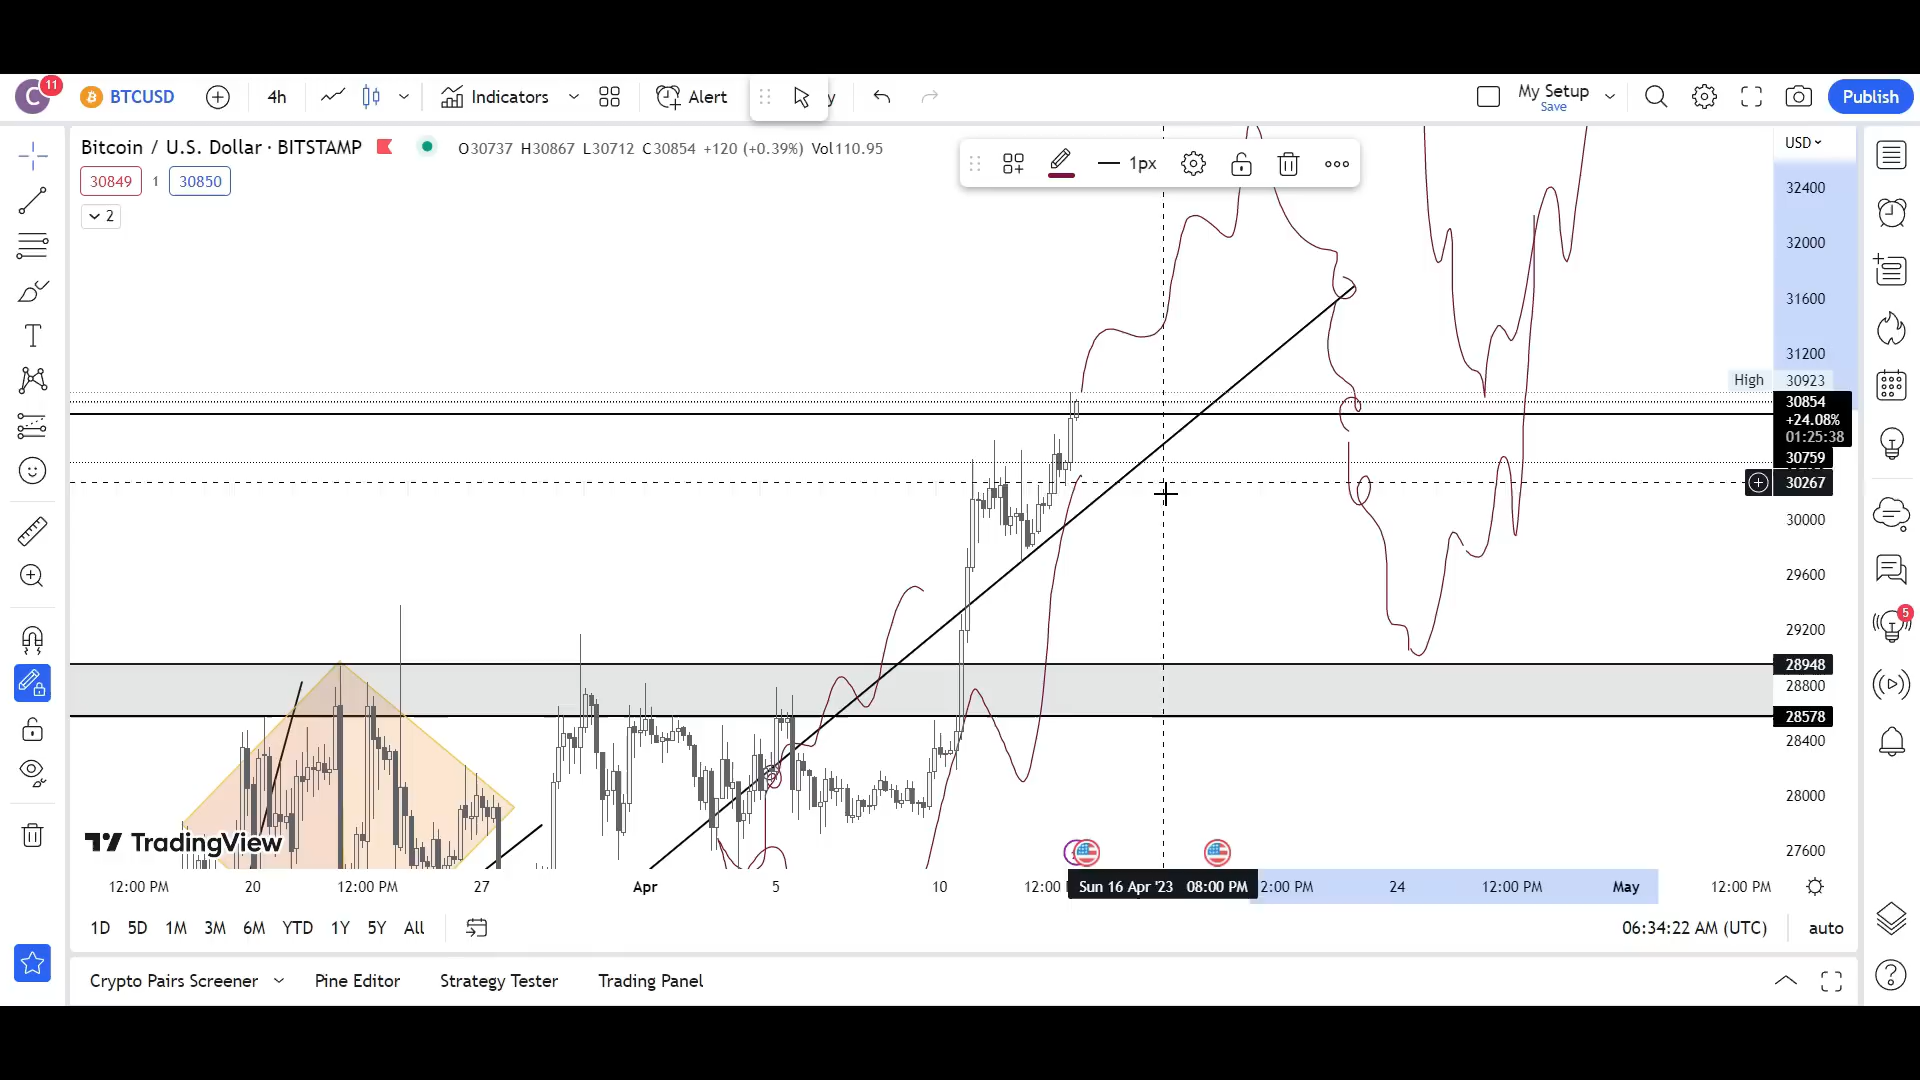 C 11 BTCUSD 4h Indicators Alert y My Setup Save Publish
Bitcoin / U.S. Dollar · BITSTAMP O30737 H30867 L30712 C30854 +120 (+0.39%) Vol110.95
USD
1px
30849 1 30850
2
32400
32000
31600
31200
High 30923
30854
+24.08%
01:25:38
30759
30267
30000
29600
29200
28948
28800
28578
28400
28000
27600
TradingView
12:00 PM 20 12:00 PM 27 Apr 5 10 12:00 Sun 16 Apr '23 08:00 PM 2:00 PM 24 12:00 PM May 12:00 PM
1D 5D 1M 3M 6M YTD 1Y 5Y All 06:34:22 AM (UTC) auto
Crypto Pairs Screener Pine Editor Strategy Tester Trading Panel
5